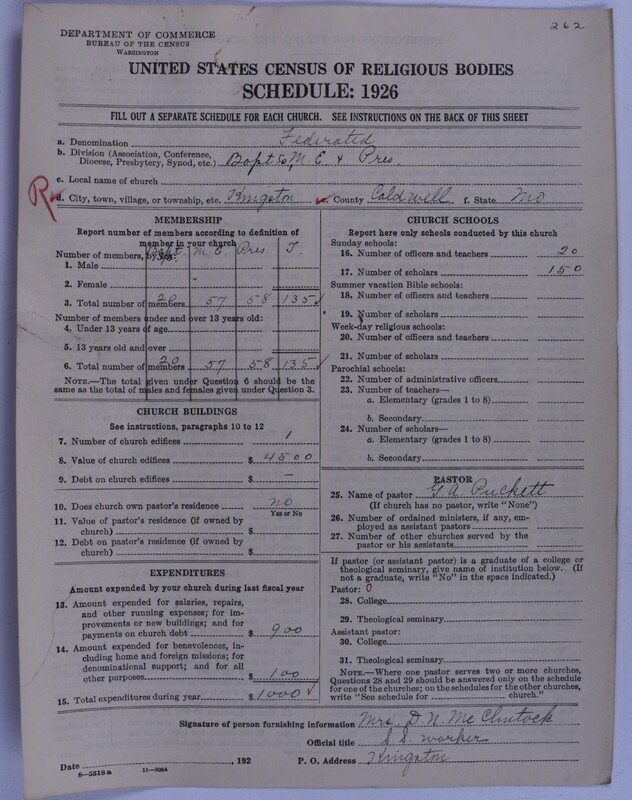 262
DEPARTMENT OF COMMERCE
BUREAU OF THE CENSUS
WASHINGTON
UNITED STATES CENSUS OF RELIGIOUS BODIES
SCHEDULE: 1926
FILL OUT A SEPARATE SCHEDULE FOR EACH CHURCH. SEE INSTRUCTIONS ON THE BACK OF THIS SHEET
a. Denomination Federated
b. Division (Association, Conference, Diocese, Presbytery, Synod, etc.) Bapt, M. E. & Pres
c. Local name of church
d. City, town, village, or township, etc. Kingston e. County Caldwell f. State Mo
MEMBERSHIP
Report number of members according to definition of member in your church
Number of members, by sex: Bapt. M. E. Pres T.
1. Male
2. Female
3. Total number of members 20 57 58 135
Number of members under and over 13 years old:
4. Under 13 years of age
5. 13 years old and over
6. Total number of members 20 57 58 135
NOTE.—The total given under Question 6 should be the same as the total of males and females given under Question 3.
CHURCH BUILDINGS
See instructions, paragraphs 10 to 12
7. Number of church edifices 1
8. Value of church edifices $ 4500
9. Debt on church edifices $ —
10. Does church own pastor's residence no
Yes or No
11. Value of pastor's residence (if owned by church) $
12. Debt on pastor's residence (if owned by church) $
EXPENDITURES
Amount expended by your church during last fiscal year
13. Amount expended for salaries, repairs, and other running expenses; for improvements or new buildings; and for payments on church debt $ 900
14. Amount expended for benevolences, including home and foreign missions; for denominational support; and for all other purposes $ 100
15. Total expenditures during year $ 1000
CHURCH SCHOOLS
Report here only schools conducted by this church
Sunday schools:
16. Number of officers and teachers 20
17. Number of scholars 150
Summer vacation Bible schools:
18. Number of officers and teachers
19. Number of scholars
Week-day religious schools:
20. Number of officers and teachers
21. Number of scholars
Parochial schools:
22. Number of administrative officers
23. Number of teachers—
a. Elementary (grades 1 to 8)
b. Secondary
24. Number of scholars—
a. Elementary (grades 1 to 8)
b. Secondary
PASTOR
25. Name of pastor G. A. Puckett
(If church has no pastor, write "None")
26. Number of ordained ministers, if any, employed as assistant pastors
27. Number of other churches served by the pastor or his assistants
If pastor (or assistant pastor) is a graduate of a college or theological seminary, give name of institution below. (If not a graduate, write "No" in the space indicated.)
Pastor: 0
28. College
29. Theological seminary
Assistant pastor:
30. College
31. Theological seminary
NOTE.—Where one pastor serves two or more churches, Questions 28 and 29 should be answered only on the schedule for one of the churches; on the schedules for the other churches, write "See schedule for church."
Signature of person furnishing information Mrs. D. N. McClintock
Official title S. S. worker
Date , 192 P. O. Address Kingston
8-5518a 11-9054